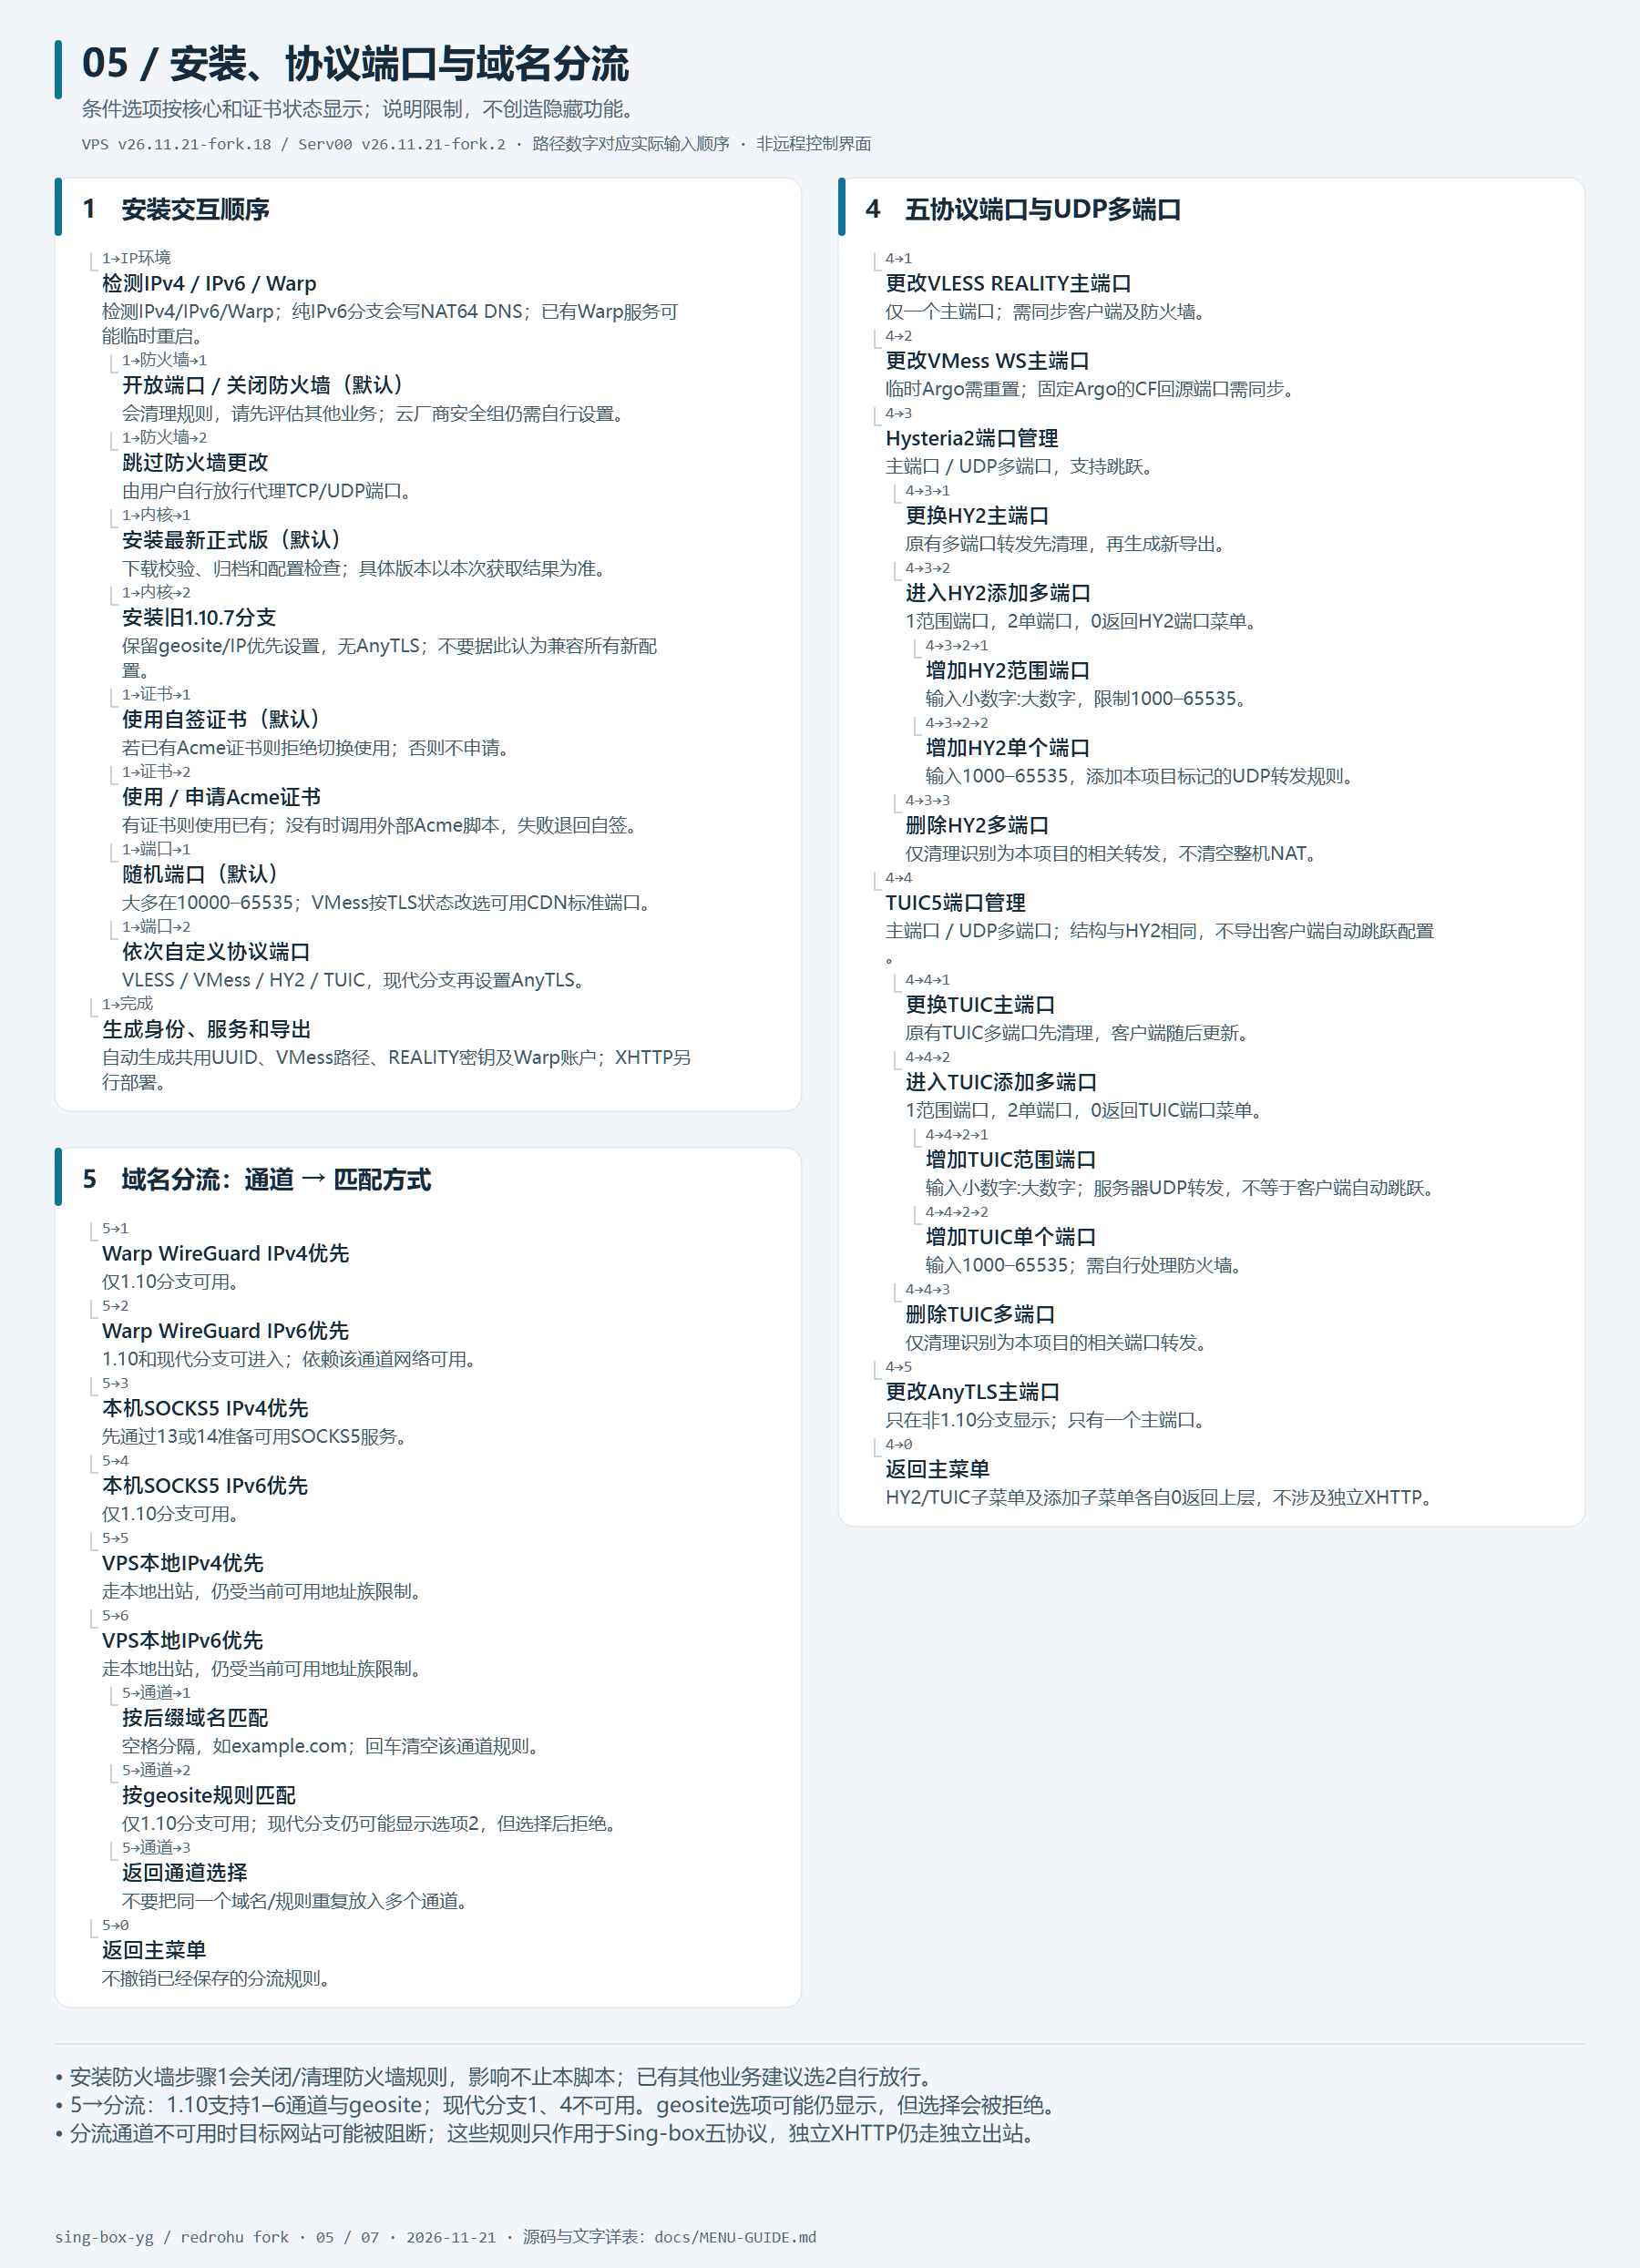 05 / 安装、协议端口与域名分流
条件选项按核心和证书状态显示；说明限制，不创造隐藏功能。
VPS v26.11.21-fork.18 / Serv00 v26.11.21-fork.2 · 路径数字对应实际输入顺序 · 非远程控制界面
1 安装交互顺序
1→IP环境
检测IPv4 / IPv6 / Warp
检测IPv4/IPv6/Warp；纯IPv6分支会写NAT64 DNS；已有Warp服务可
能临时重启。
1→防火墙→1
开放端口 / 关闭防火墙（默认）
会清理规则，请先评估其他业务；云厂商安全组仍需自行设置。
1→防火墙→2
跳过防火墙更改
由用户自行放行代理TCP/UDP端口。
1→内核→1
安装最新正式版（默认）
下载校验、归档和配置检查；具体版本以本次获取结果为准。
1→内核→2
安装旧1.10.7分支
保留geosite/IP优先设置，无AnyTLS；不要据此认为兼容所有新配
置。
1→证书→1
使用自签证书（默认）
若已有Acme证书则拒绝切换使用；否则不申请。
1→证书→2
使用 / 申请Acme证书
有证书则使用已有；没有时调用外部Acme脚本，失败退回自签。
1→端口→1
随机端口（默认）
大多在10000–65535；VMess按TLS状态改选可用CDN标准端口。
1→端口→2
依次自定义协议端口
VLESS / VMess / HY2 / TUIC，现代分支再设置AnyTLS。
1→完成
生成身份、服务和导出
自动生成共用UUID、VMess路径、REALITY密钥及Warp账户；XHTTP另
行部署。
5 域名分流：通道 → 匹配方式
5→1
Warp WireGuard IPv4优先
仅1.10分支可用。
5→2
Warp WireGuard IPv6优先
1.10和现代分支可进入；依赖该通道网络可用。
5→3
本机SOCKS5 IPv4优先
先通过13或14准备可用SOCKS5服务。
5→4
本机SOCKS5 IPv6优先
仅1.10分支可用。
5→5
VPS本地IPv4优先
走本地出站，仍受当前可用地址族限制。
5→6
VPS本地IPv6优先
走本地出站，仍受当前可用地址族限制。
5→通道→1
按后缀域名匹配
空格分隔，如example.com；回车清空该通道规则。
5→通道→2
按geosite规则匹配
仅1.10分支可用；现代分支仍可能显示选项2，但选择后拒绝。
5→通道→3
返回通道选择
不要把同一个域名/规则重复放入多个通道。
5→0
返回主菜单
不撤销已经保存的分流规则。
4 五协议端口与UDP多端口
4→1
更改VLESS REALITY主端口
仅一个主端口；需同步客户端及防火墙。
4→2
更改VMess WS主端口
临时Argo需重置；固定Argo的CF回源端口需同步。
4→3
Hysteria2端口管理
主端口 / UDP多端口，支持跳跃。
4→3→1
更换HY2主端口
原有多端口转发先清理，再生成新导出。
4→3→2
进入HY2添加多端口
1范围端口，2单端口，0返回HY2端口菜单。
4→3→2→1
增加HY2范围端口
输入小数字:大数字，限制1000–65535。
4→3→2→2
增加HY2单个端口
输入1000–65535，添加本项目标记的UDP转发规则。
4→3→3
删除HY2多端口
仅清理识别为本项目的相关转发，不清空整机NAT。
4→4
TUIC5端口管理
主端口 / UDP多端口；结构与HY2相同，不导出客户端自动跳跃配置
。
4→4→1
更换TUIC主端口
原有TUIC多端口先清理，客户端随后更新。
4→4→2
进入TUIC添加多端口
1范围端口，2单端口，0返回TUIC端口菜单。
4→4→2→1
增加TUIC范围端口
输入小数字:大数字；服务器UDP转发，不等于客户端自动跳跃。
4→4→2→2
增加TUIC单个端口
输入1000–65535；需自行处理防火墙。
4→4→3
删除TUIC多端口
仅清理识别为本项目的相关端口转发。
4→5
更改AnyTLS主端口
只在非1.10分支显示；只有一个主端口。
4→0
返回主菜单
HY2/TUIC子菜单及添加子菜单各自0返回上层，不涉及独立XHTTP。
• 安装防火墙步骤1会关闭/清理防火墙规则，影响不止本脚本；已有其他业务建议选2自行放行。
• 5→分流：1.10支持1–6通道与geosite；现代分支1、4不可用。geosite选项可能仍显示，但选择会被拒绝。
• 分流通道不可用时目标网站可能被阻断；这些规则只作用于Sing-box五协议，独立XHTTP仍走独立出站。
sing-box-yg / redrohu fork · 05 / 07 · 2026-11-21 · 源码与文字详表：docs/MENU-GUIDE.md